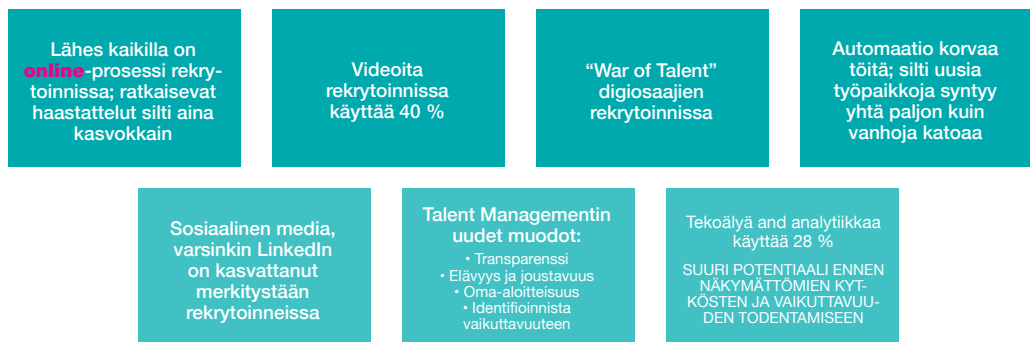 Lähes kaikilla on
online-prosessi rekry-
toinnissa; ratkaisevat
haastattelut silti aina
kasvokkain
Videoita
rekrytoinnissa
käyttää 40 %
“War of Talent”
digiosaajien
rekrytoinnissa
Automaatio korvaa
töitä; silti uusia
työpaikkoja syntyy
yhtä paljon kuin
vanhoja katoaa
Sosiaalinen media,
varsinkin LinkedIn
on kasvattanut
merkitystään
rekrytoinneissa
Talent Managementin
uudet muodot:
• Transparenssi
• Elävyys ja joustavuus
• Oma-aloitteisuus
• Identifioinnista
vaikuttavuuteen
Tekoälyä and analytiikkaa
käyttää 28 %
SUURI POTENTIAALI ENNEN
NÄKYMÄTTÖMIEN KYT-
KÖSTEN JA VAIKUTTAVUU-
DEN TODENTAMISEEN